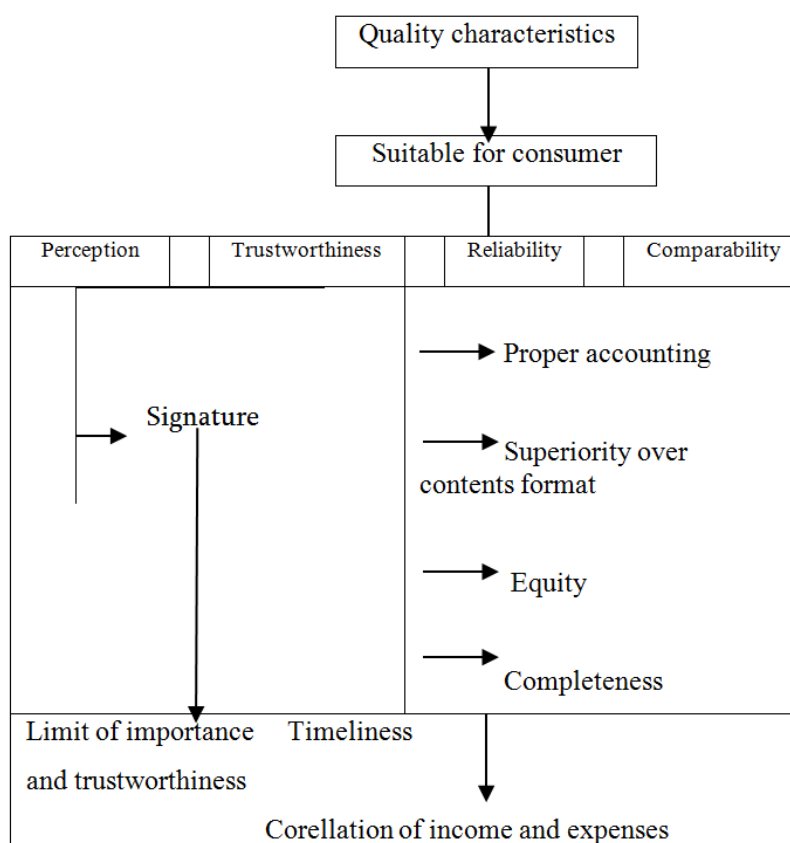 Quality characteristics
Suitable for consumer
Perception Trustworthiness Reliability Comparability
Proper accounting
Signature
Superiority over
contents format
Equity
Completeness
Limit of importance Timeliness
and trustworthiness
Corellation of income and expenses